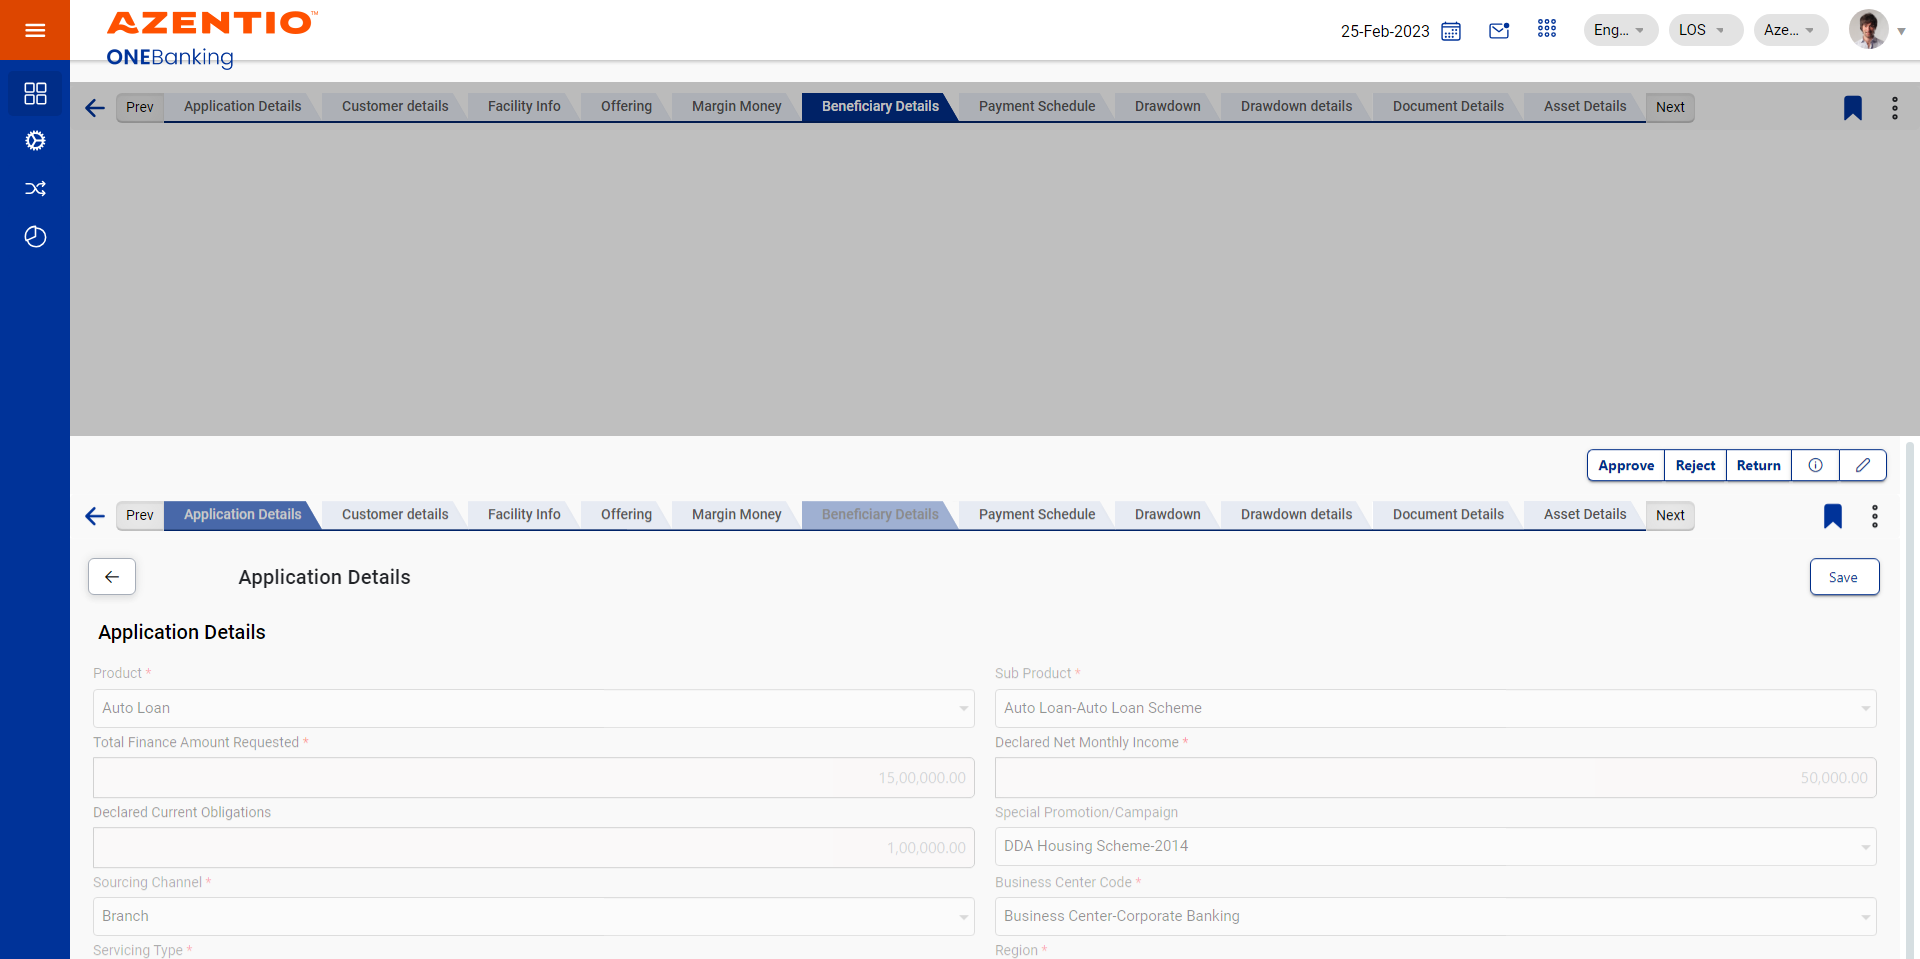 AZENTIO™
ONEBanking
25-Feb-2023
Eng...
LOS
Aze...
Prev
Application Details
Customer details
Facility Info
Offering
Margin Money
Beneficiary Details
Payment Schedule
Drawdown
Drawdown details
Document Details
Asset Details
Next
Approve
Reject
Return
Prev
Application Details
Customer details
Facility Info
Offering
Margin Money
Beneficiary Details
Payment Schedule
Drawdown
Drawdown details
Document Details
Asset Details
Next
Application Details
Save
Application Details
Product *
Sub Product *
Auto Loan
Auto Loan-Auto Loan Scheme
Total Finance Amount Requested *
Declared Net Monthly Income *
15,00,000.00
50,000.00
Declared Current Obligations
Special Promotion/Campaign
1,00,000.00
DDA Housing Scheme-2014
Sourcing Channel *
Business Center Code *
Branch
Business Center-Corporate Banking
Servicing Type *
Region *